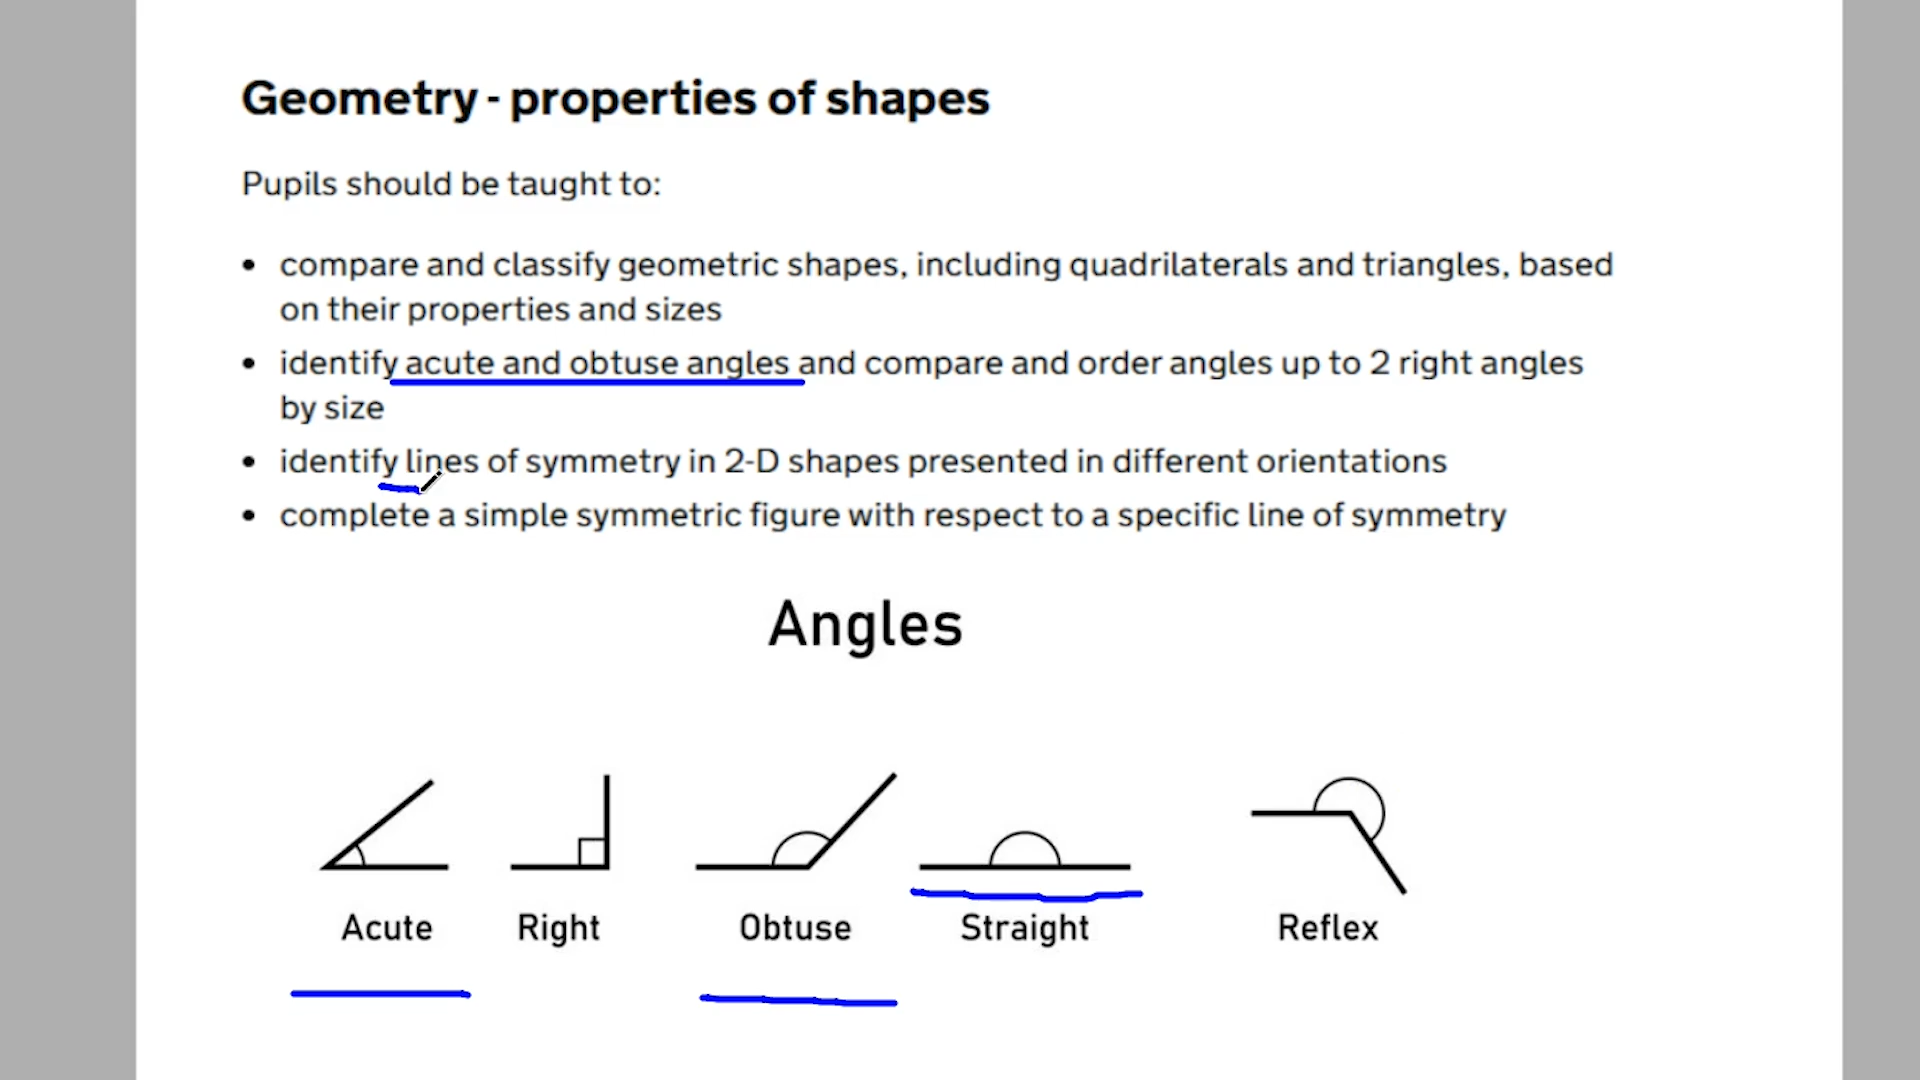 Geometry - properties of shapes
Pupils should be taught to:
• compare and classify geometric shapes, including quadrilaterals and triangles, based
on their properties and sizes
• identify acute and obtuse angles and compare and order angles up to 2 right angles
by size
• identify lines of symmetry in 2-D shapes presented in different orientations
• complete a simple symmetric figure with respect to a specific line of symmetry
Angles
Acute Right Obtuse Straight Reflex